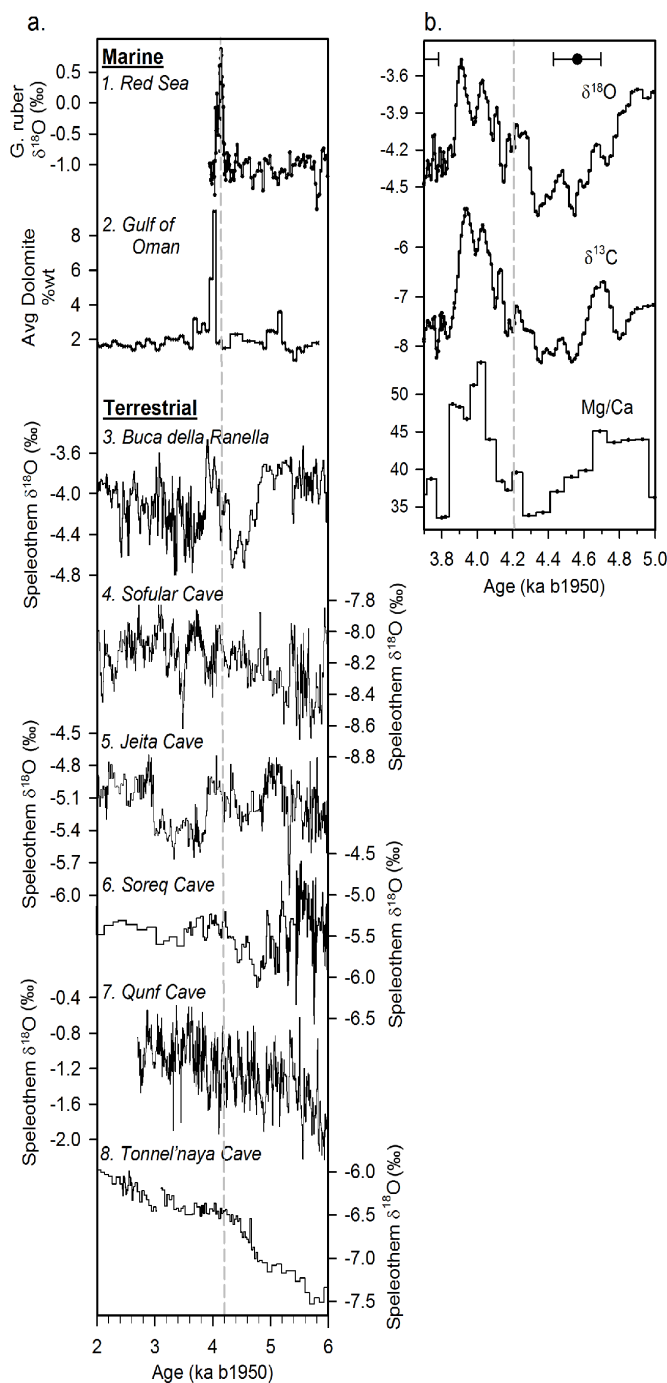 a.
Marine
1. Red Sea
G. ruber
δ¹⁸O (‰)
0.5
0.0
-0.5
-1.0
2. Gulf of
Oman
Avg Dolomite
%wt
8
6
4
2
Terrestrial
3. Buca della Ranella
Speleothem δ¹⁸O (‰)
-3.6
-4.0
-4.4
-4.8
4. Sofular Cave
Speleothem δ¹⁸O (‰)
-7.8
-8.0
-8.2
-8.4
-8.6
-8.8
5. Jeita Cave
Speleothem δ¹⁸O (‰)
-4.5
-4.8
-5.1
-5.4
-5.7
-6.0
6. Soreq Cave
Speleothem δ¹⁸O (‰)
-4.5
-5.0
-5.5
-6.0
-6.5
7. Qunf Cave
Speleothem δ¹⁸O (‰)
-0.4
-0.8
-1.2
-1.6
-2.0
8. Tonnel'naya Cave
Speleothem δ¹⁸O (‰)
-6.0
-6.5
-7.0
-7.5
2 3 4 5 6
Age (ka b1950)
b.
-3.6
-3.9
-4.2
-4.5
δ¹⁸O
-6
-7
-8
δ¹³C
50
45
40
35
Mg/Ca
3.8 4.0 4.2 4.4 4.6 4.8 5.0
Age (ka b1950)